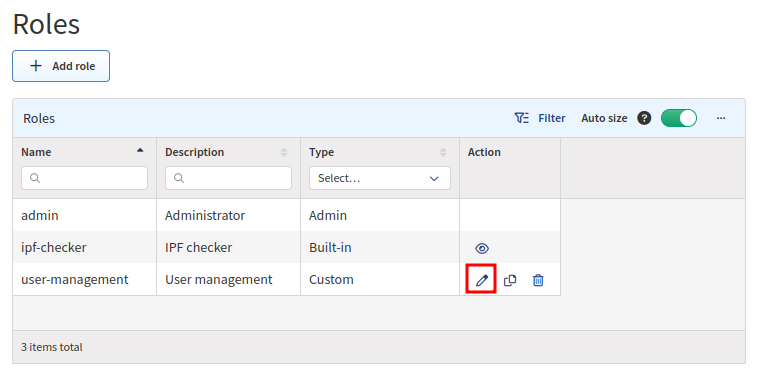 Roles
Add role
Roles Filter Auto size ? ...
Name Description Type Action
Select...
admin Administrator Admin
ipf-checker IPF checker Built-in
user-management User management Custom
3 items total